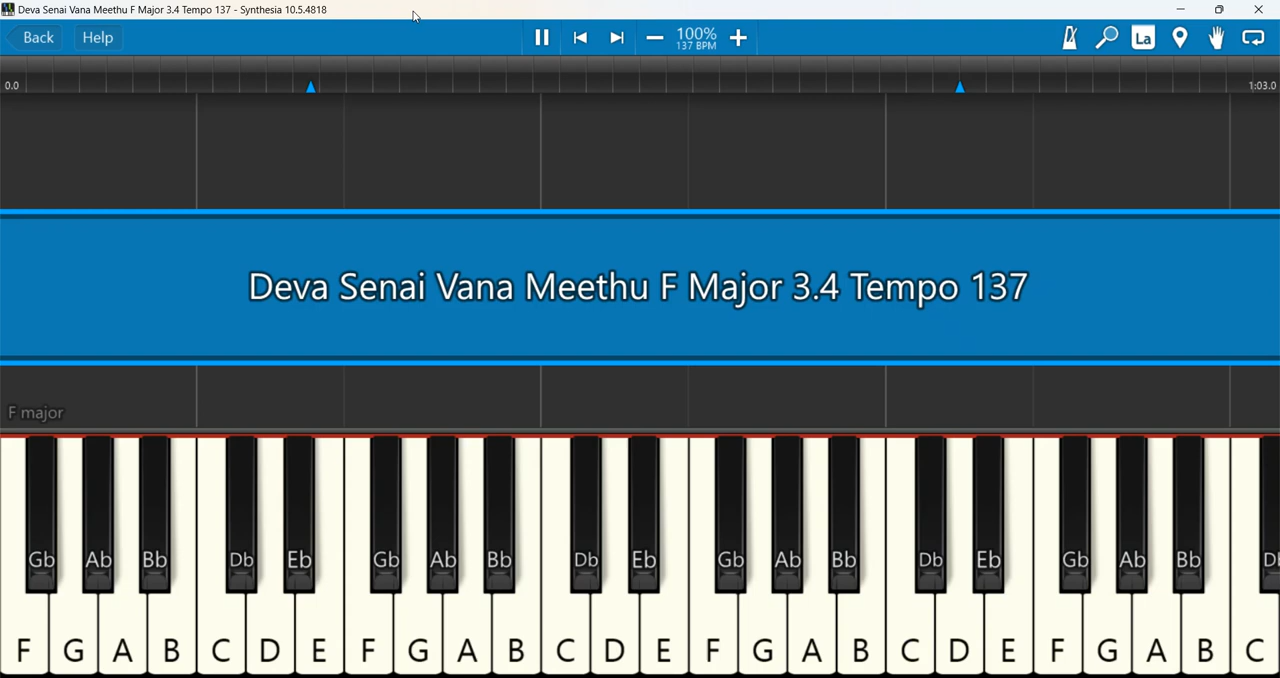 Deva Senai Vana Meethu F Major 3.4 Tempo 137 - Synthesia 10.5.4818
Back Help 100% La
137 BPM
0.0 1:03.0
Deva Senai Vana Meethu F Major 3.4 Tempo 137
F major
Gb Ab Bb Db Eb Gb Ab Bb Db Eb Gb Ab Bb Db Eb Gb Ab Bb
F G A B C D E F G A B C D E F G A B C D E F G A B C